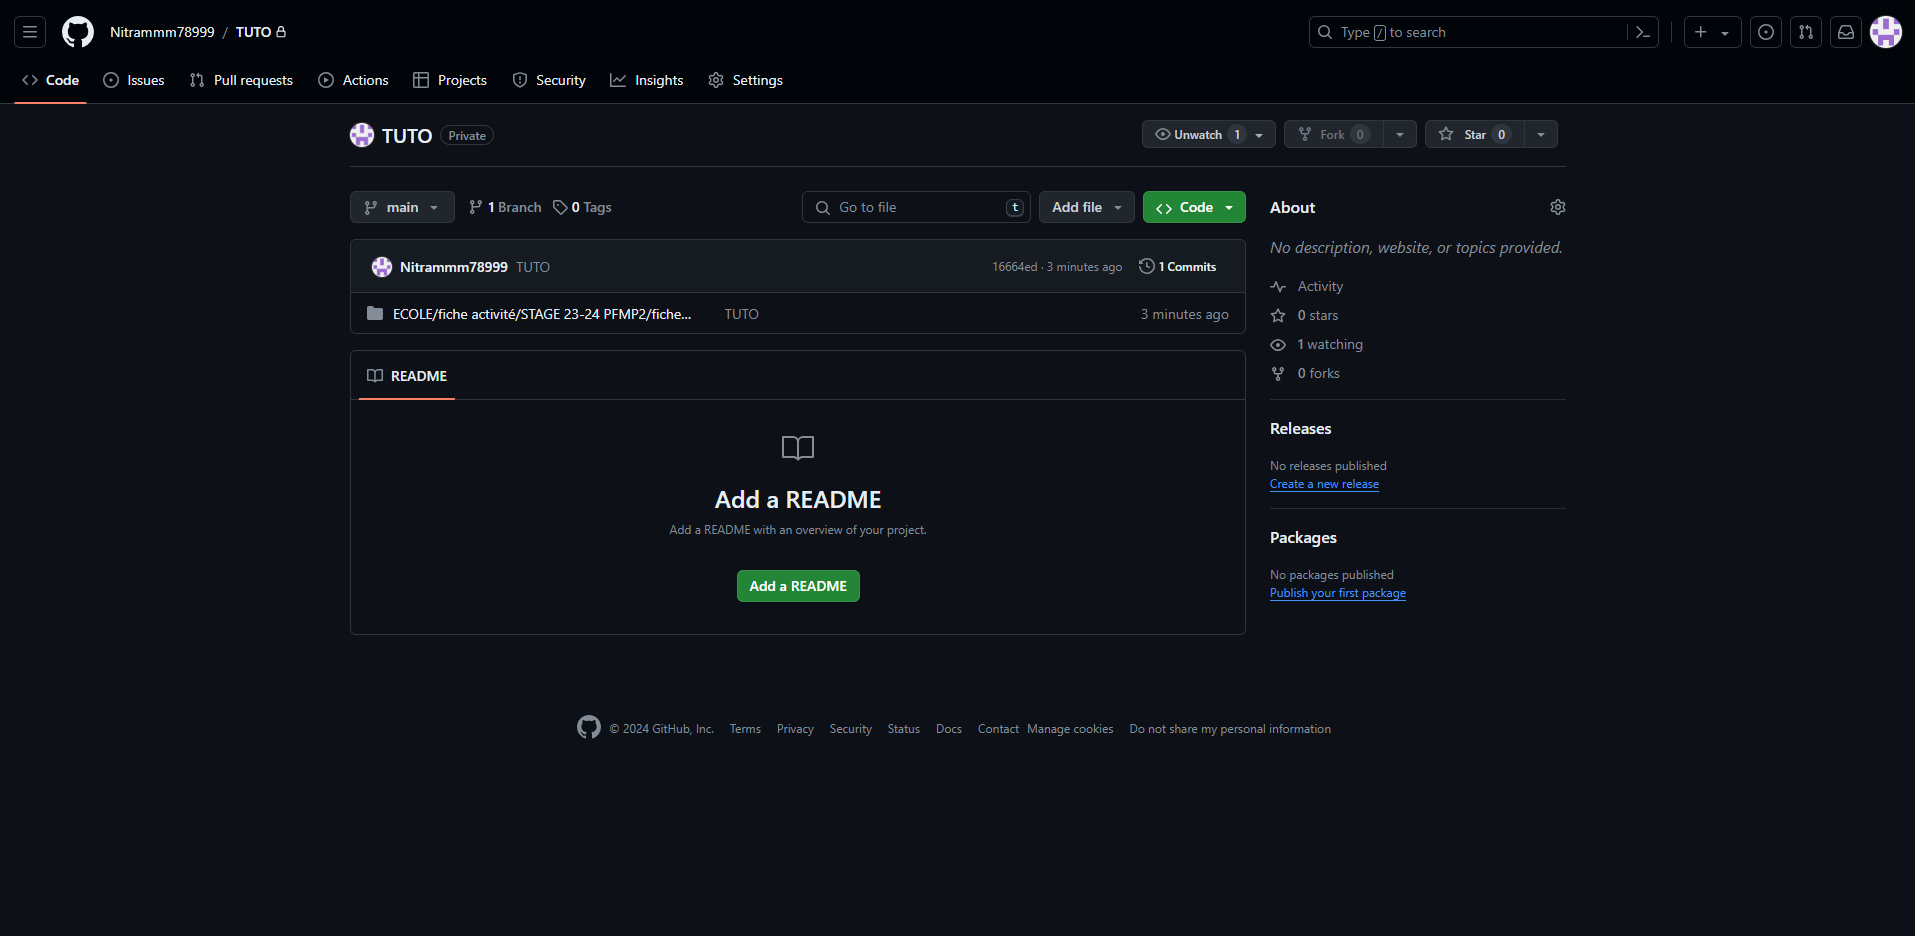 Nitrammm78999 / TUTO
Type / to search
Code Issues Pull requests Actions Projects Security Insights Settings
TUTO Private
Unwatch 1 Fork 0 Star 0
main 1 Branch 0 Tags
Go to file t Add file Code
Nitrammm78999 TUTO 16664ed · 3 minutes ago 1 Commits
ECOLE/fiche activité/STAGE 23-24 PFMP2/fiche... TUTO 3 minutes ago
README
Add a README
Add a README with an overview of your project.
Add a README
About
No description, website, or topics provided.
Activity
0 stars
1 watching
0 forks
Releases
No releases published
Create a new release
Packages
No packages published
Publish your first package
© 2024 GitHub, Inc. Terms Privacy Security Status Docs Contact Manage cookies Do not share my personal information